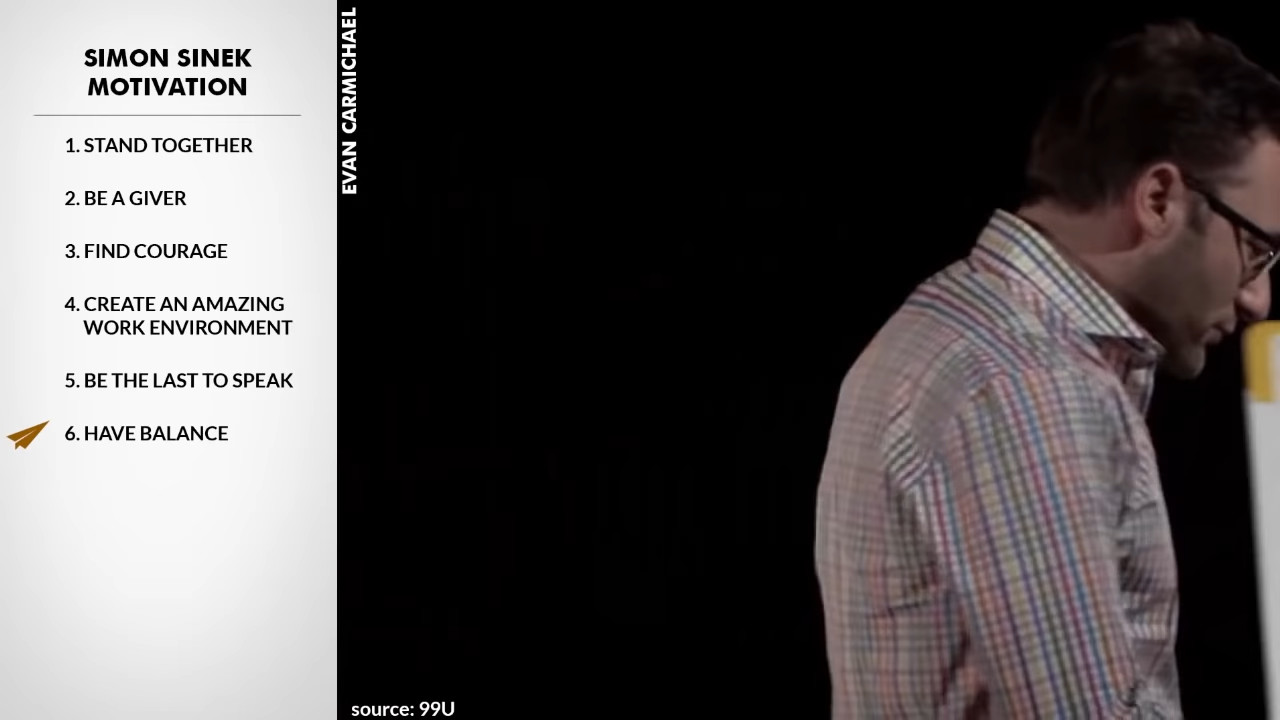 SIMON SINEK
MOTIVATION
1. STAND TOGETHER
2. BE A GIVER
3. FIND COURAGE
4. CREATE AN AMAZING
WORK ENVIRONMENT
5. BE THE LAST TO SPEAK
6. HAVE BALANCE
EVAN CARMICHAEL
source: 99U